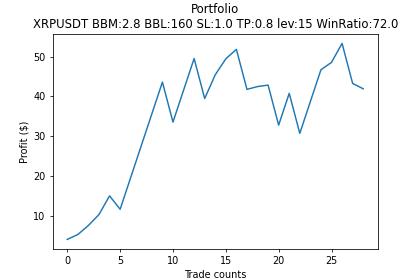 Portfolio
XRPUSDT BBM:2.8 BBL:160 SL:1.0 TP:0.8 lev:15 WinRatio:72.0
Profit ($)
50
40
30
20
10
0 5 10 15 20 25
Trade counts